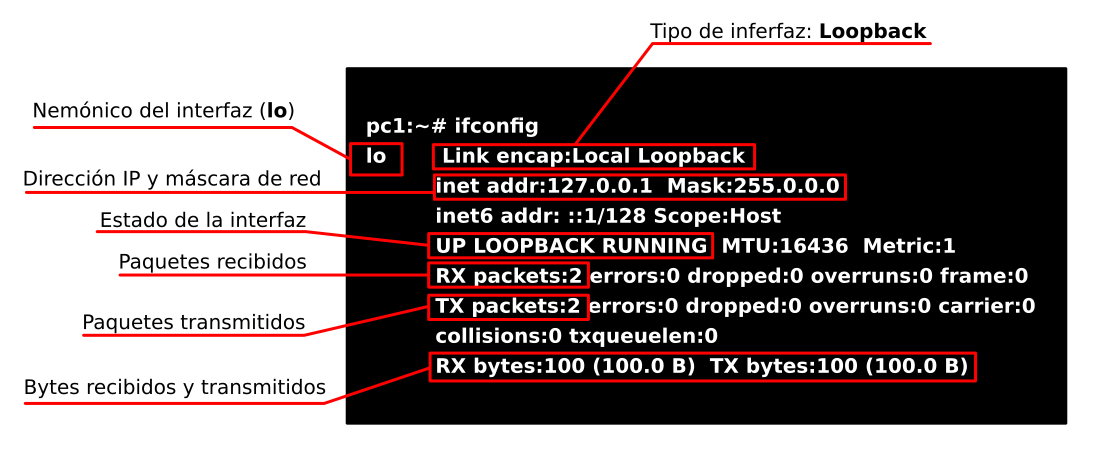 Tipo de inferfaz: Loopback
Nemónico del interfaz (lo)
pc1:~# ifconfig
lo Link encap:Local Loopback
Dirección IP y máscara de red
inet addr:127.0.0.1 Mask:255.0.0.0
Estado de la interfaz
inet6 addr: ::1/128 Scope:Host
UP LOOPBACK RUNNING MTU:16436 Metric:1
Paquetes recibidos
RX packets:2 errors:0 dropped:0 overruns:0 frame:0
Paquetes transmitidos
TX packets:2 errors:0 dropped:0 overruns:0 carrier:0
collisions:0 txqueuelen:0
Bytes recibidos y transmitidos
RX bytes:100 (100.0 B) TX bytes:100 (100.0 B)